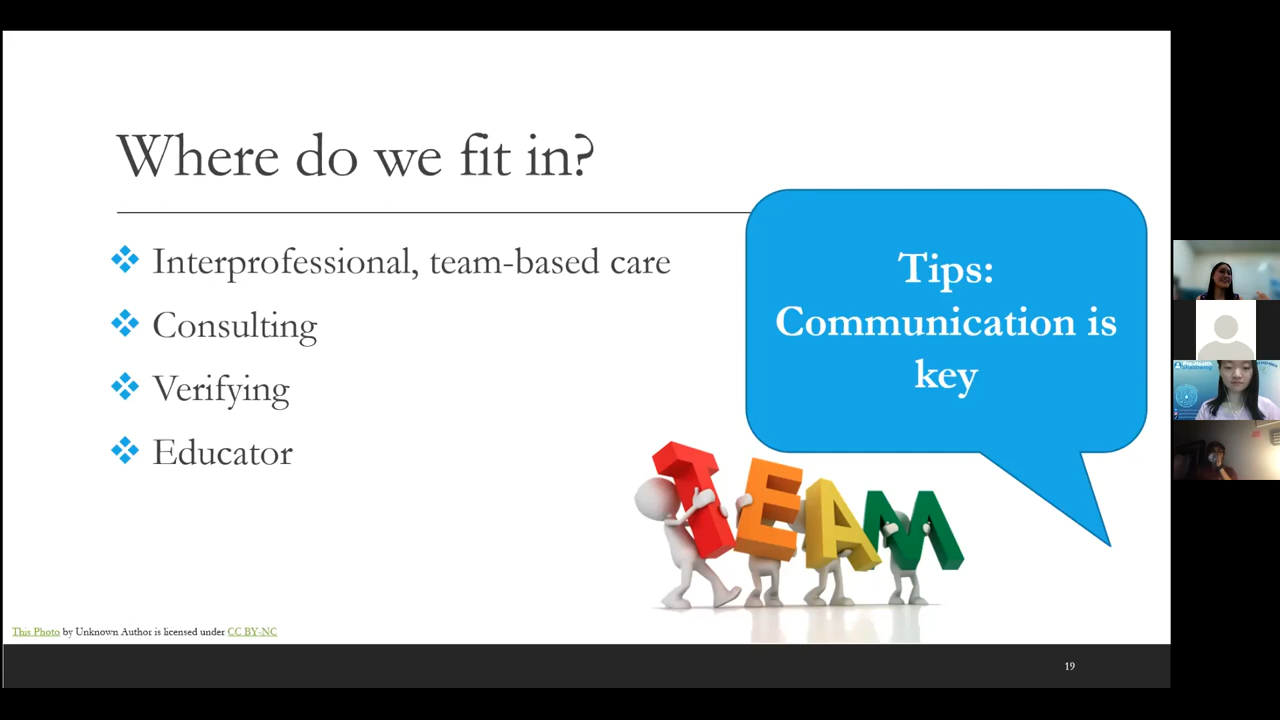 Where do we fit in?
Interprofessional, team-based care
Consulting
Verifying
Educator
Tips:
Communication is
key
TEAM
This Photo by Unknown Author is licensed under CC BY-NC
19